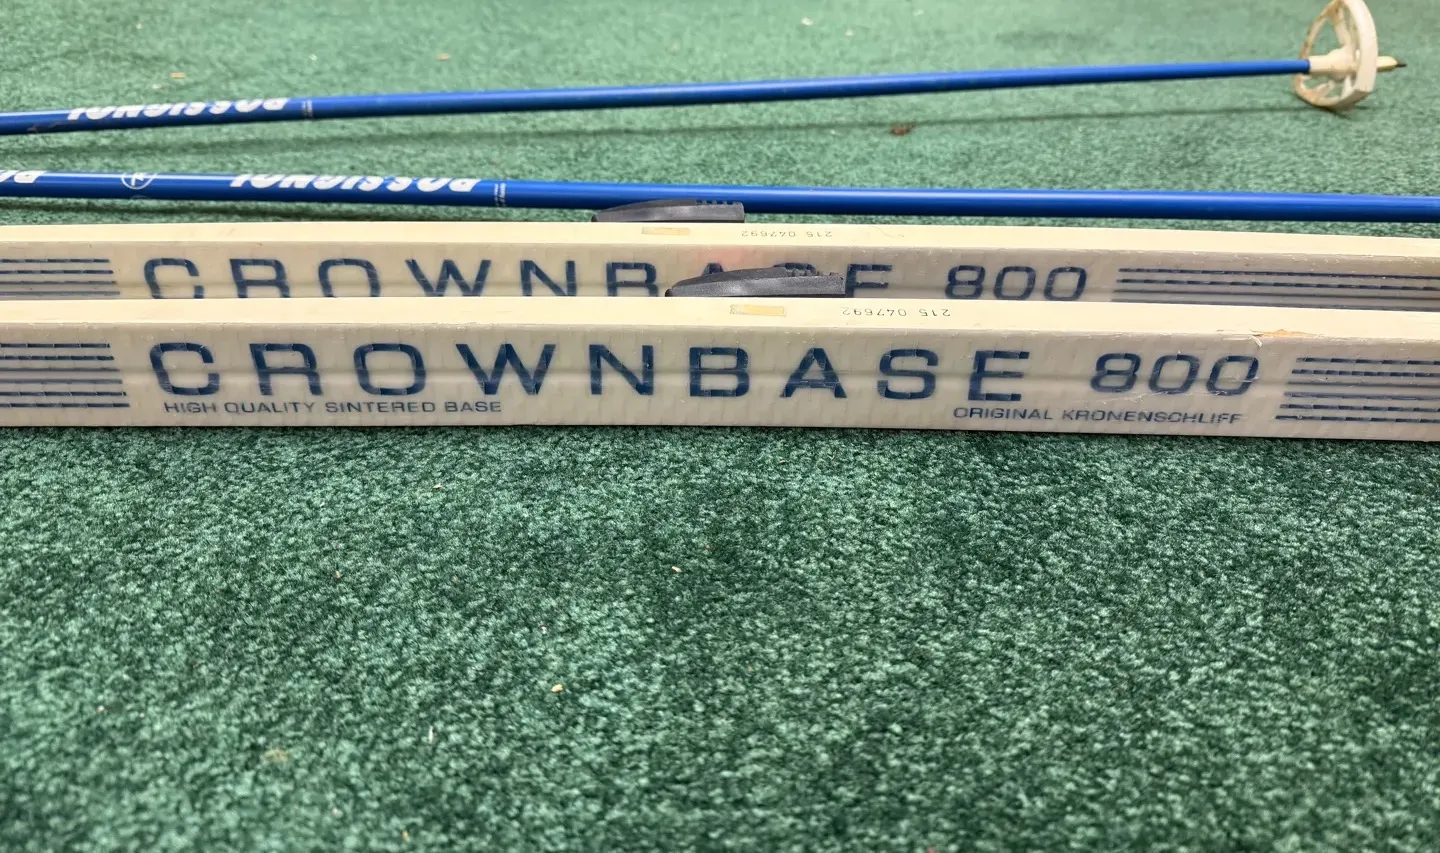 ROSSIGNOL
ROSSIGNOL
215 047692
CROWNBASE 800
215 047692
CROWNBASE 800
HIGH QUALITY SINTERED BASE
ORIGINAL KRONENSCHLIFF